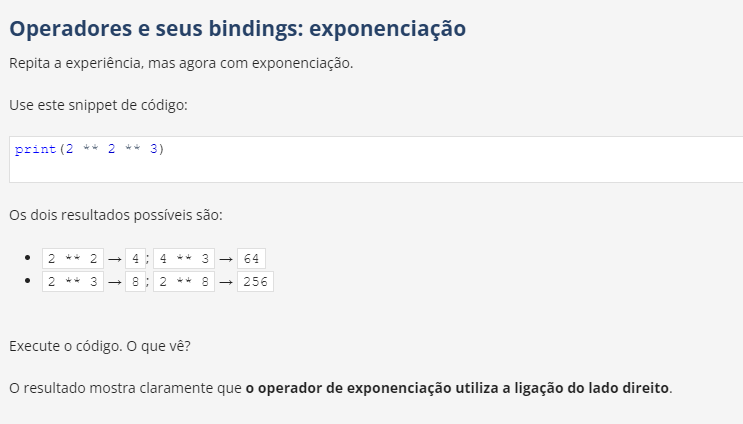 Operadores e seus bindings: exponenciação
Repita a experiência, mas agora com exponenciação.
Use este snippet de código:
print(2 ** 2 ** 3)
Os dois resultados possíveis são:
• 2 ** 2 → 4; 4 ** 3 → 64
• 2 ** 3 → 8; 2 ** 8 → 256
Execute o código. O que vê?
O resultado mostra claramente que o operador de exponenciação utiliza a ligação do lado direito.